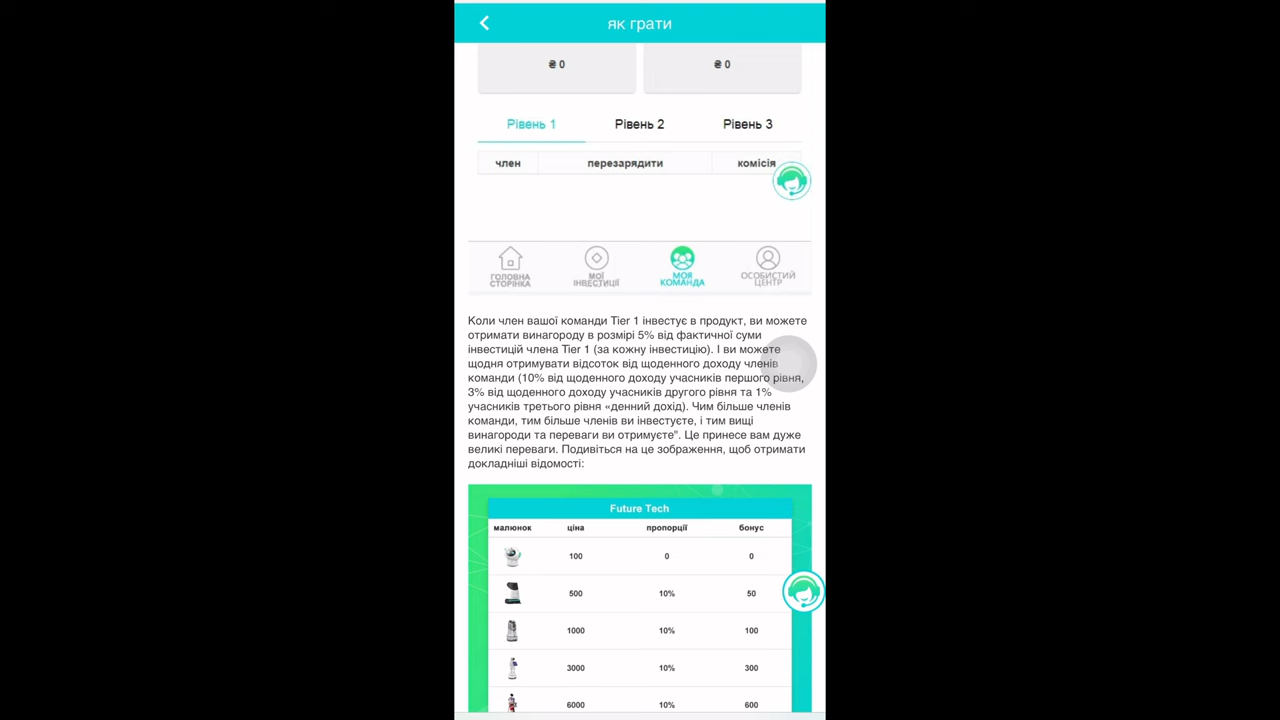 як грати
₴ 0
₴ 0
Рівень 1
Рівень 2
Рівень 3
член
перезарядити
комісія
ГОЛОВНА СТОРІНКА
МОЇ ІНВЕСТИЦІЇ
МОЯ КОМАНДА
ОСОБИСТИЙ ЦЕНТР
Коли член вашої команди Tier 1 інвестує в продукт, ви можете
отримати винагороду в розмірі 5% від фактичної суми
інвестицій члена Tier 1 (за кожну інвестицію). І ви можете
щодня отримувати відсоток від щоденного доходу членів
команди (10% від щоденного доходу учасників першого рівня,
3% від щоденного доходу учасників другого рівня та 1%
учасників третього рівня «денний дохід). Чим більше членів
команди, тим більше членів ви інвестуєте, і тим вищі
винагороди та переваги ви отримуєте". Це принесе вам дуже
великі переваги. Подивіться на це зображення, щоб отримати
докладніші відомості:
Future Tech
малюнок ціна пропорції бонус
100 0 0
500 10% 50
1000 10% 100
3000 10% 300
6000 10% 600